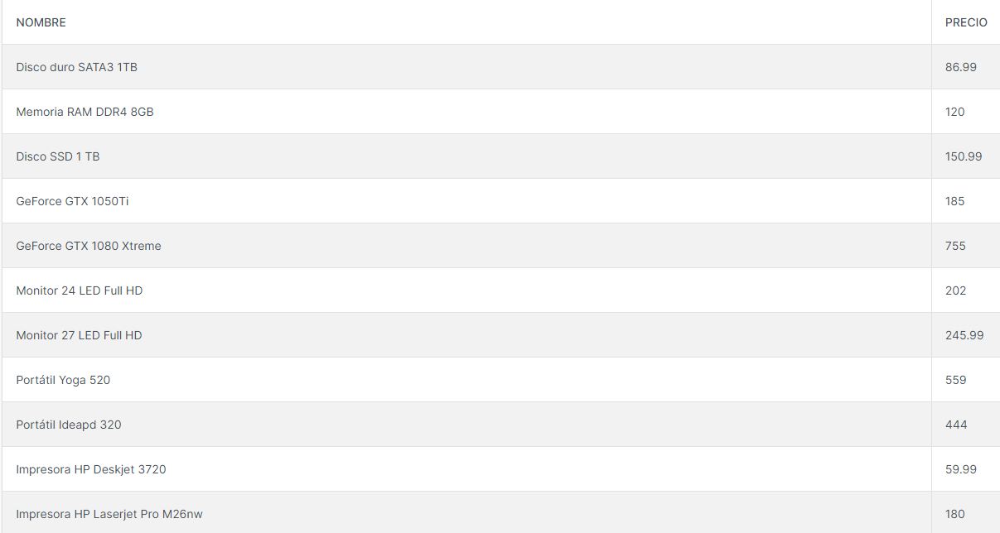 NOMBRE PRECIO
Disco duro SATA3 1TB 86.99
Memoria RAM DDR4 8GB 120
Disco SSD 1 TB 150.99
GeForce GTX 1050Ti 185
GeForce GTX 1080 Xtreme 755
Monitor 24 LED Full HD 202
Monitor 27 LED Full HD 245.99
Portátil Yoga 520 559
Portátil Ideapd 320 444
Impresora HP Deskjet 3720 59.99
Impresora HP Laserjet Pro M26nw 180